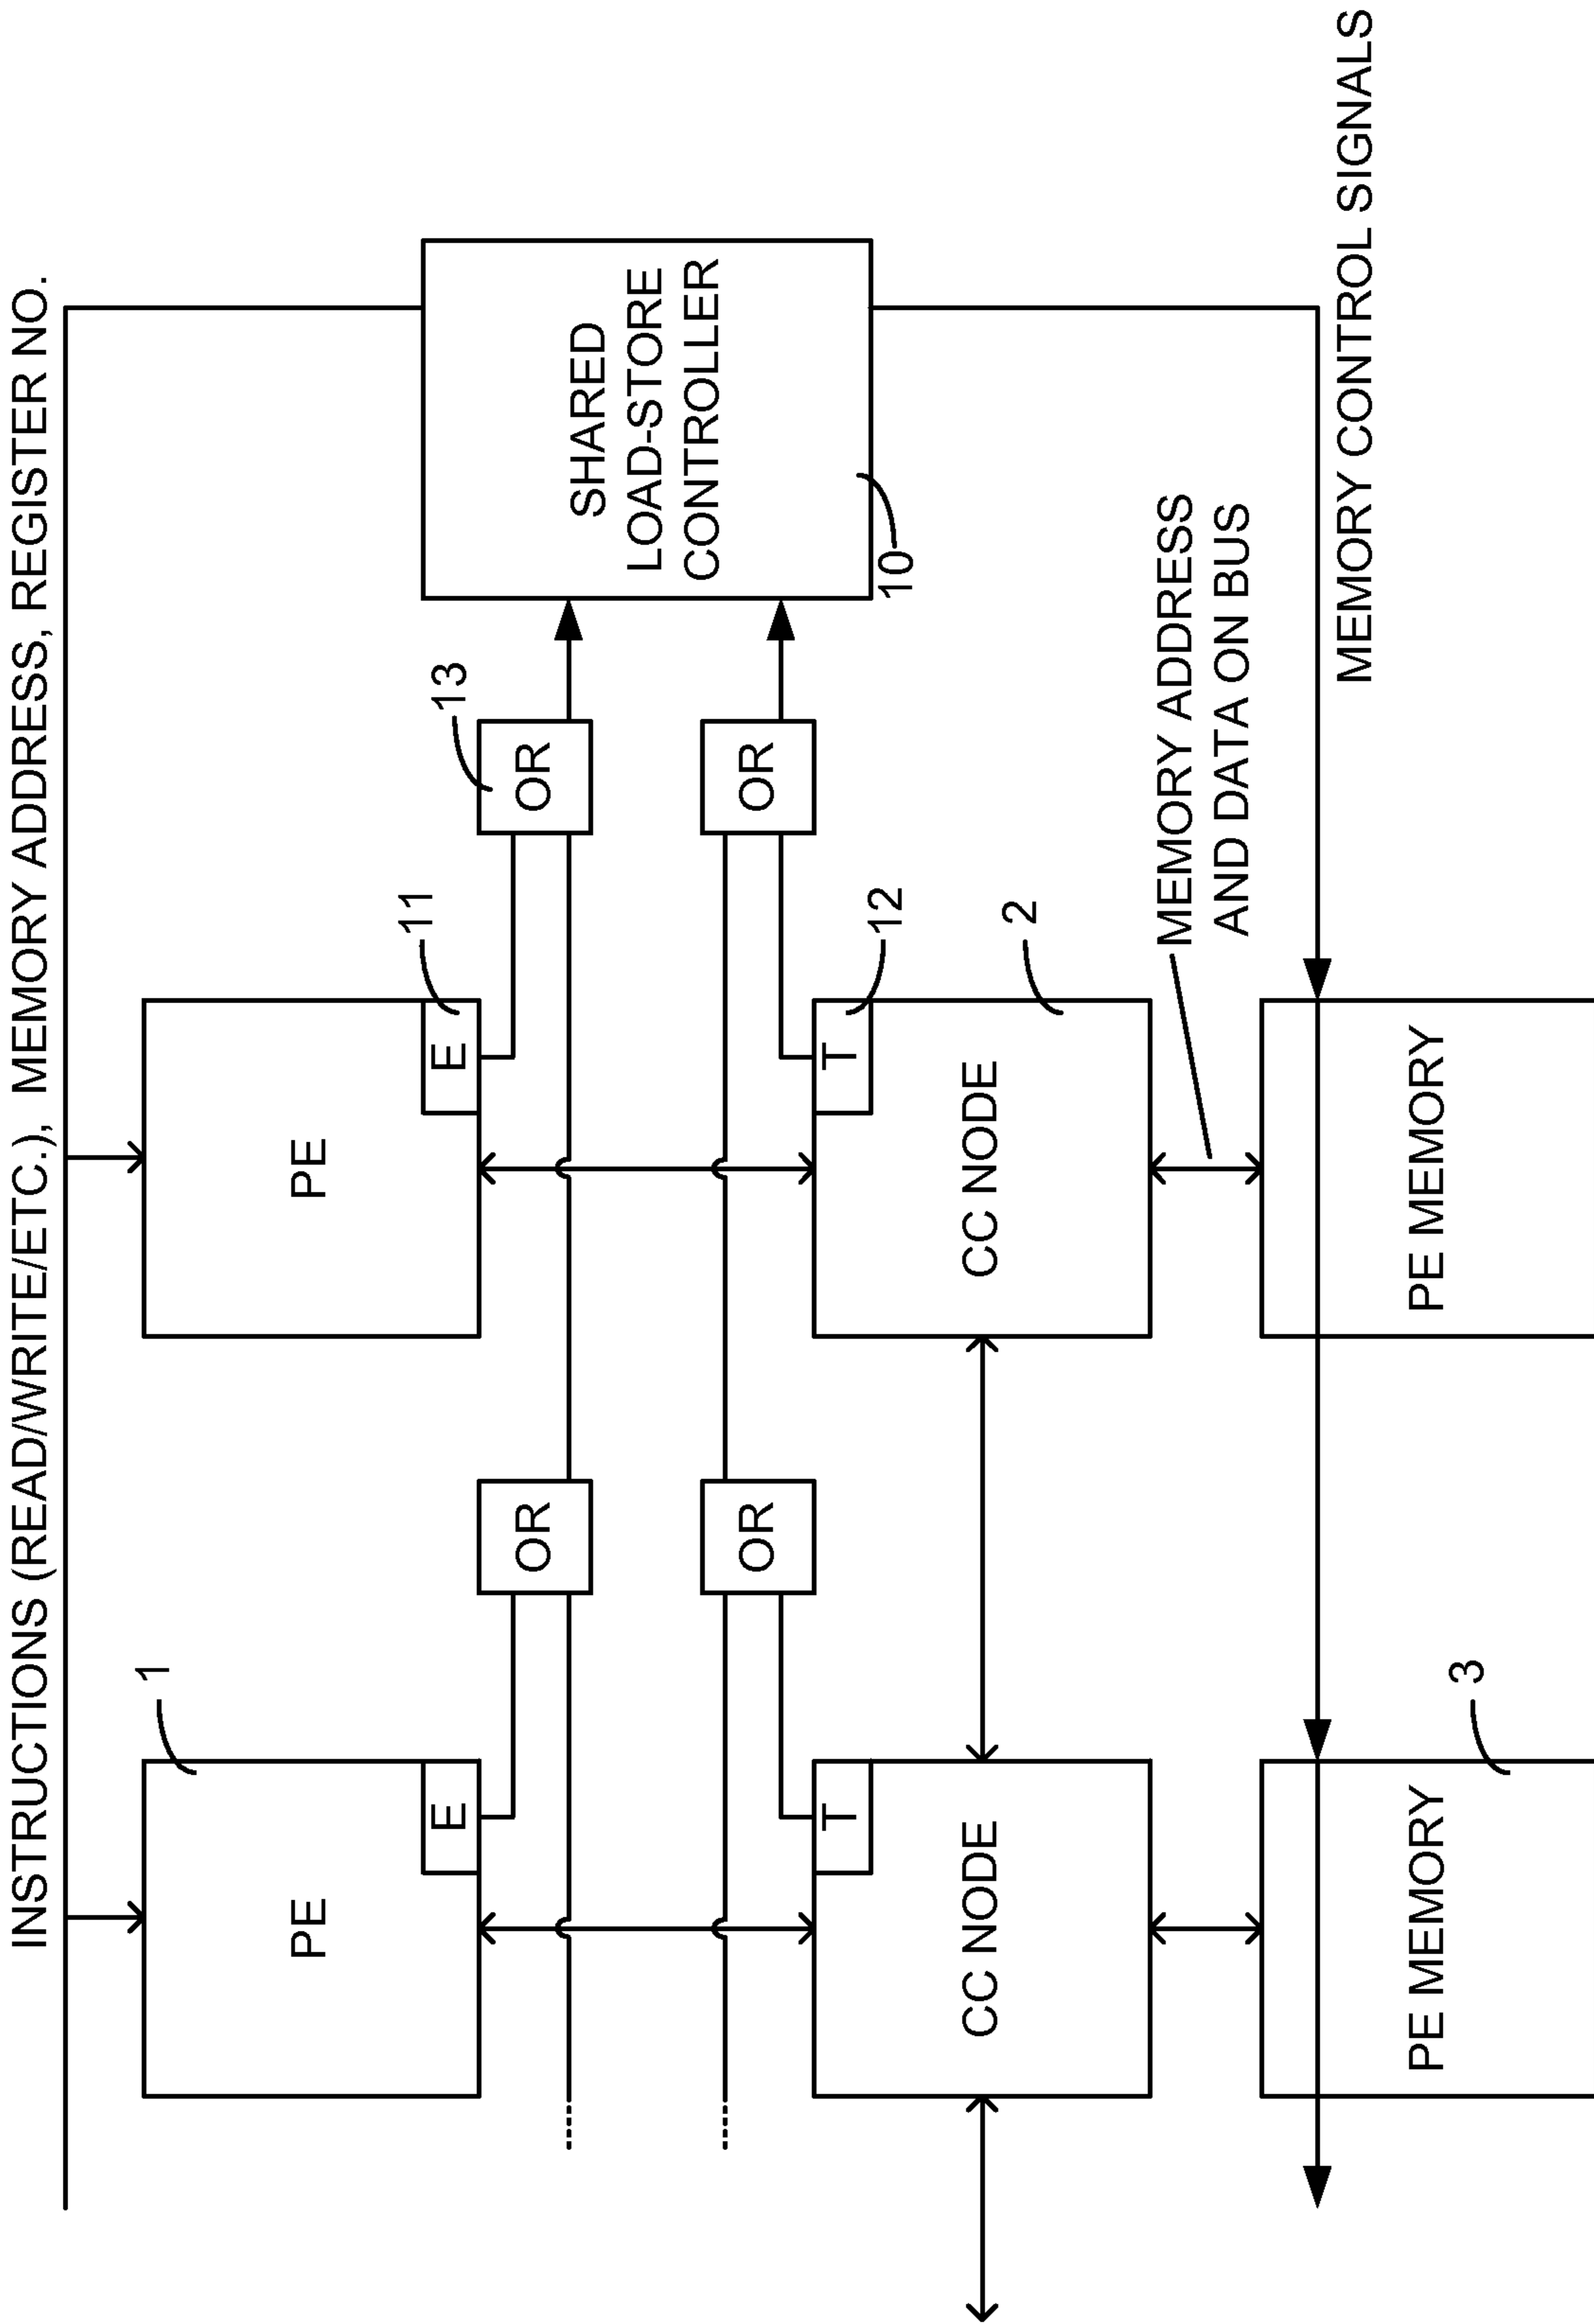 INSTRUCTIONS (READ/WRITE/ETC.), MEMORY ADDRESS, REGISTER NO.
1
PE
PE
11
E
E
13
OR
OR
SHARED
LOAD-STORE
CONTROLLER
OR
OR
T
T
12
10
CC NODE
CC NODE
2
MEMORY ADDRESS
AND DATA ON BUS
MEMORY CONTROL SIGNALS
PE MEMORY
PE MEMORY
3